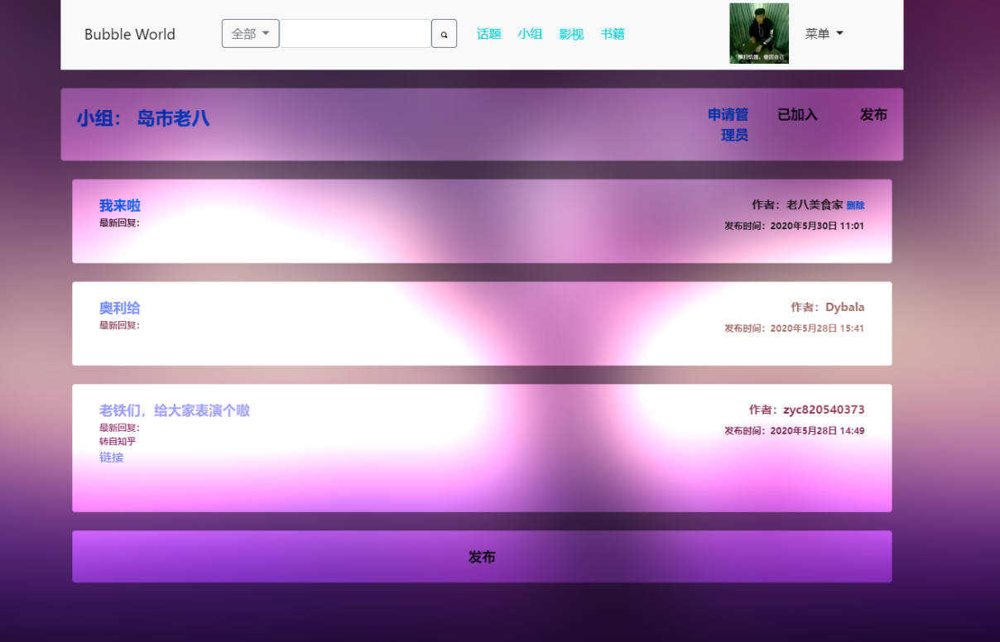 Bubble World
全部
话题 小组 影视 书籍
菜单
小组： 岛市老八
申请管
理员
已加入
发布
我来啦
最新回复：
作者：老八美食家 删除
发布时间：2020年5月30日 11:01
奥利给
最新回复：
作者：Dybala
发布时间：2020年5月28日 15:41
老铁们，给大家表演个嗷
最新回复：
转自知乎
链接
作者：zyc820540373
发布时间：2020年5月28日 14:49
发布